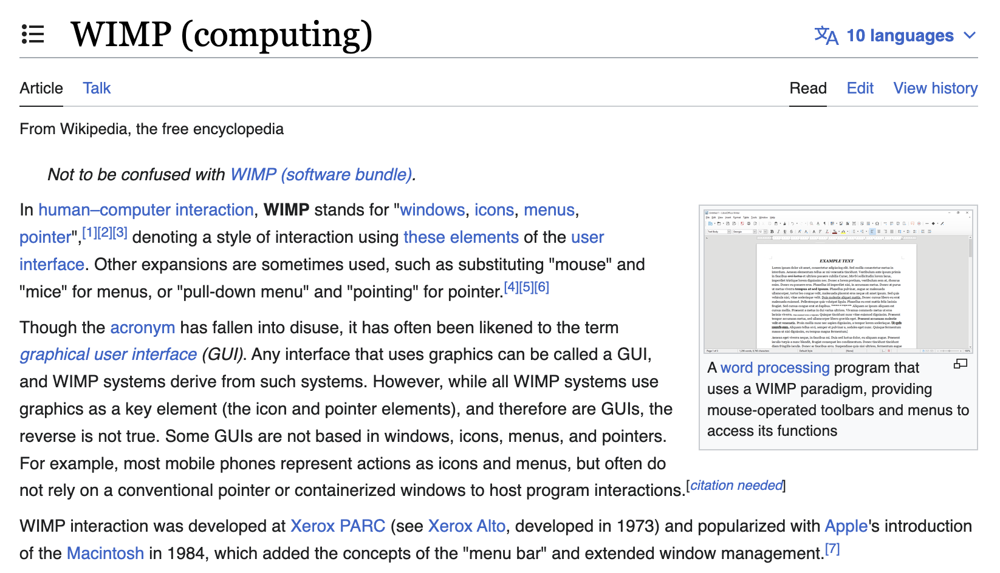 WIMP (computing)
10 languages
Article Talk
Read Edit View history
From Wikipedia, the free encyclopedia
Not to be confused with WIMP (software bundle).
In human–computer interaction, WIMP stands for "windows, icons, menus,
pointer",[1][2][3] denoting a style of interaction using these elements of the user
interface. Other expansions are sometimes used, such as substituting "mouse" and
"mice" for menus, or "pull-down menu" and "pointing" for pointer.[4][5][6]
Though the acronym has fallen into disuse, it has often been likened to the term
graphical user interface (GUI). Any interface that uses graphics can be called a GUI,
and WIMP systems derive from such systems. However, while all WIMP systems use
graphics as a key element (the icon and pointer elements), and therefore are GUIs, the
reverse is not true. Some GUIs are not based in windows, icons, menus, and pointers.
For example, most mobile phones represent actions as icons and menus, but often do
not rely on a conventional pointer or containerized windows to host program interactions.[citation needed]
WIMP interaction was developed at Xerox PARC (see Xerox Alto, developed in 1973) and popularized with Apple's introduction
of the Macintosh in 1984, which added the concepts of the "menu bar" and extended window management.[7]
EXAMPLE TEXT
A word processing program that
uses a WIMP paradigm, providing
mouse-operated toolbars and menus to
access its functions